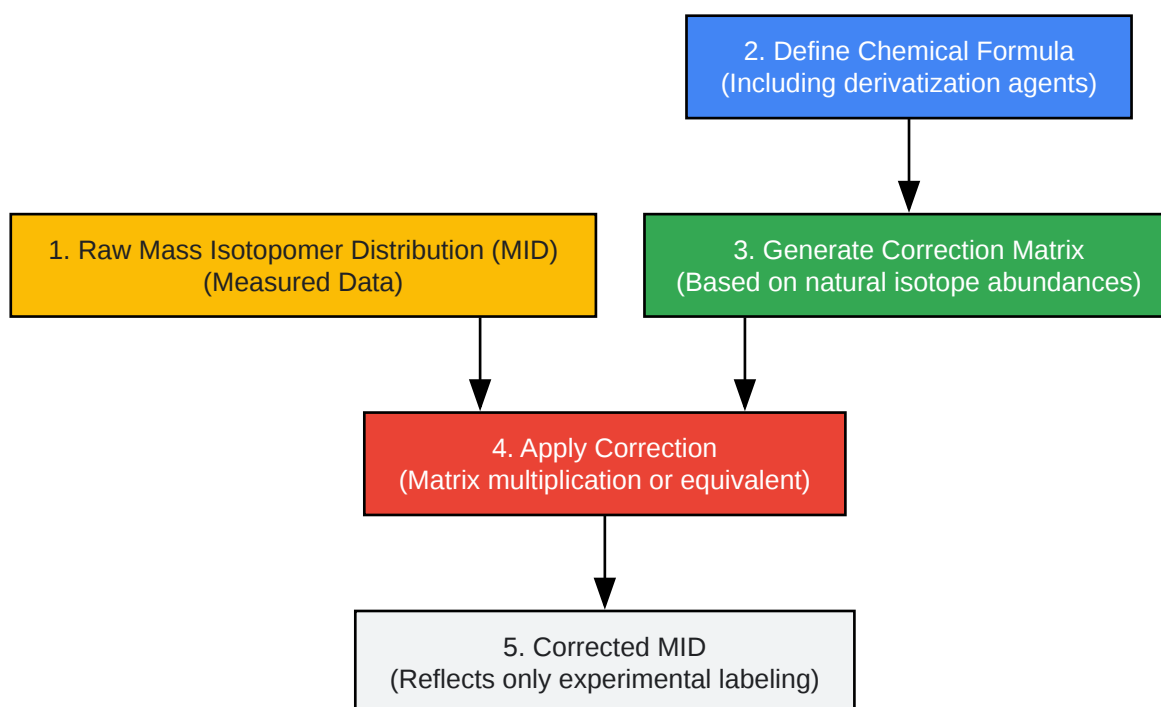 2. Define Chemical Formula
(Including derivatization agents)
1. Raw Mass Isotopomer Distribution (MID)
(Measured Data)
3. Generate Correction Matrix
(Based on natural isotope abundances)
4. Apply Correction
(Matrix multiplication or equivalent)
5. Corrected MID
(Reflects only experimental labeling)